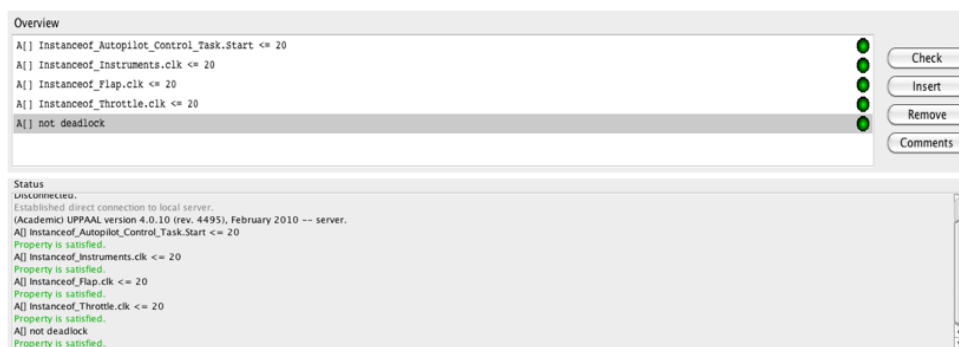 Overview
A[] Instanceof_Autopilot_Control_Task.Start <= 20
A[] Instanceof_Instruments.clk <= 20
A[] Instanceof_Flap.clk <= 20
A[] Instanceof_Throttle.clk <= 20
A[] not deadlock
Check
Insert
Remove
Comments
Status
Disconnected.
Established direct connection to local server.
(Academic) UPPAAL version 4.0.10 (rev. 4495), February 2010 -- server.
A[] Instanceof_Autopilot_Control_Task.Start <= 20
Property is satisfied.
A[] Instanceof_Instruments.clk <= 20
Property is satisfied.
A[] Instanceof_Flap.clk <= 20
Property is satisfied.
A[] Instanceof_Throttle.clk <= 20
Property is satisfied.
A[] not deadlock
Property is satisfied.